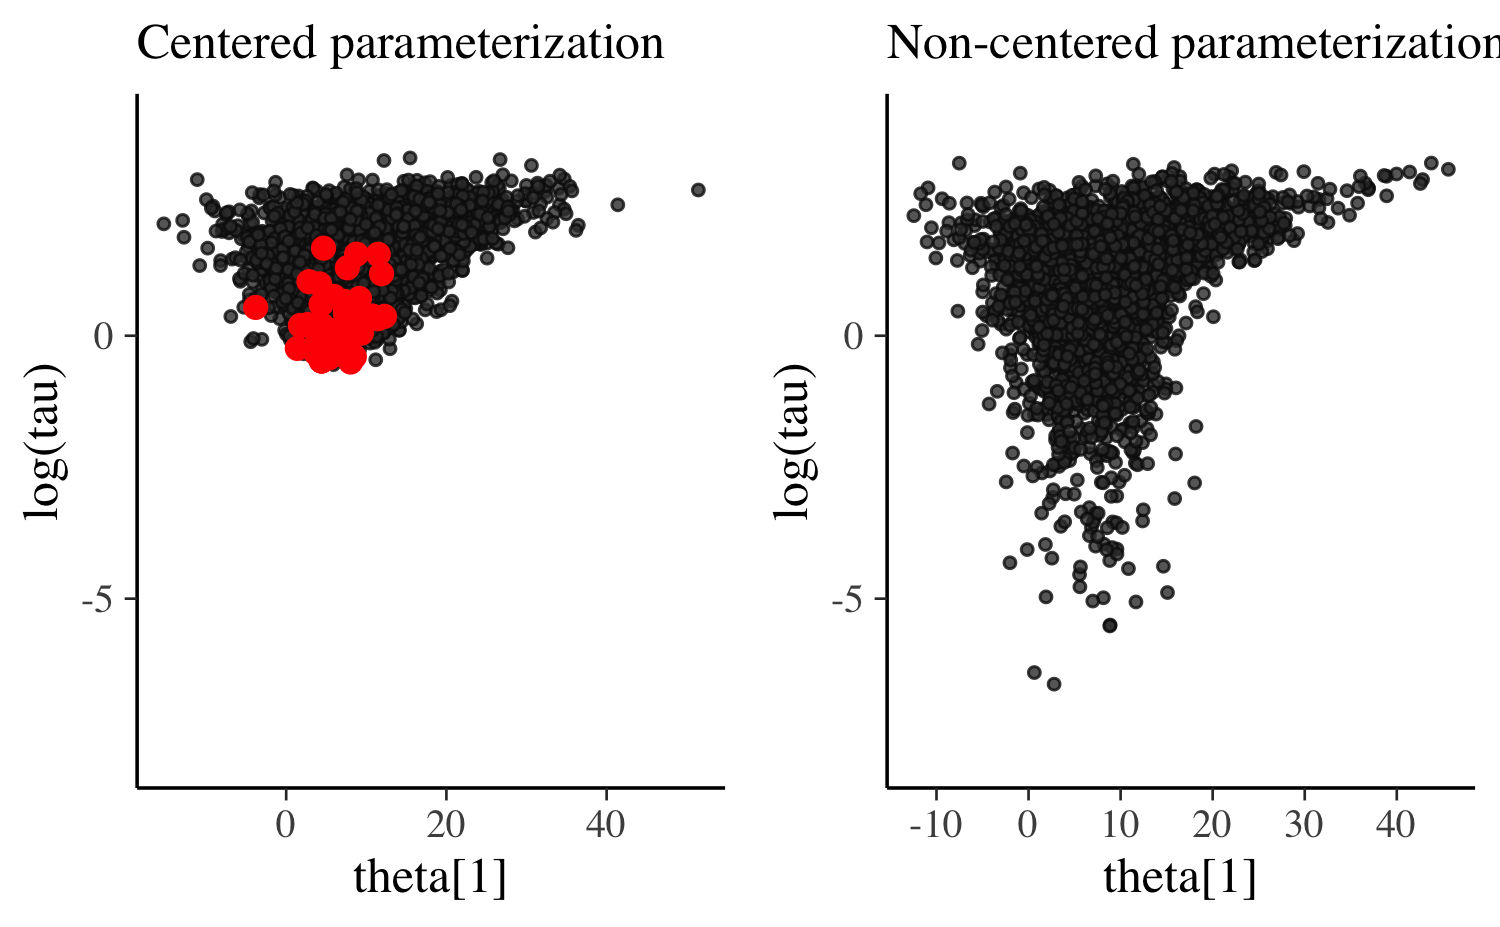 Centered parameterization
0
-5
log(tau)
0
20
40
theta[1]
Non-centered parameterization
0
-5
log(tau)
-10
0
10
20
30
40
theta[1]